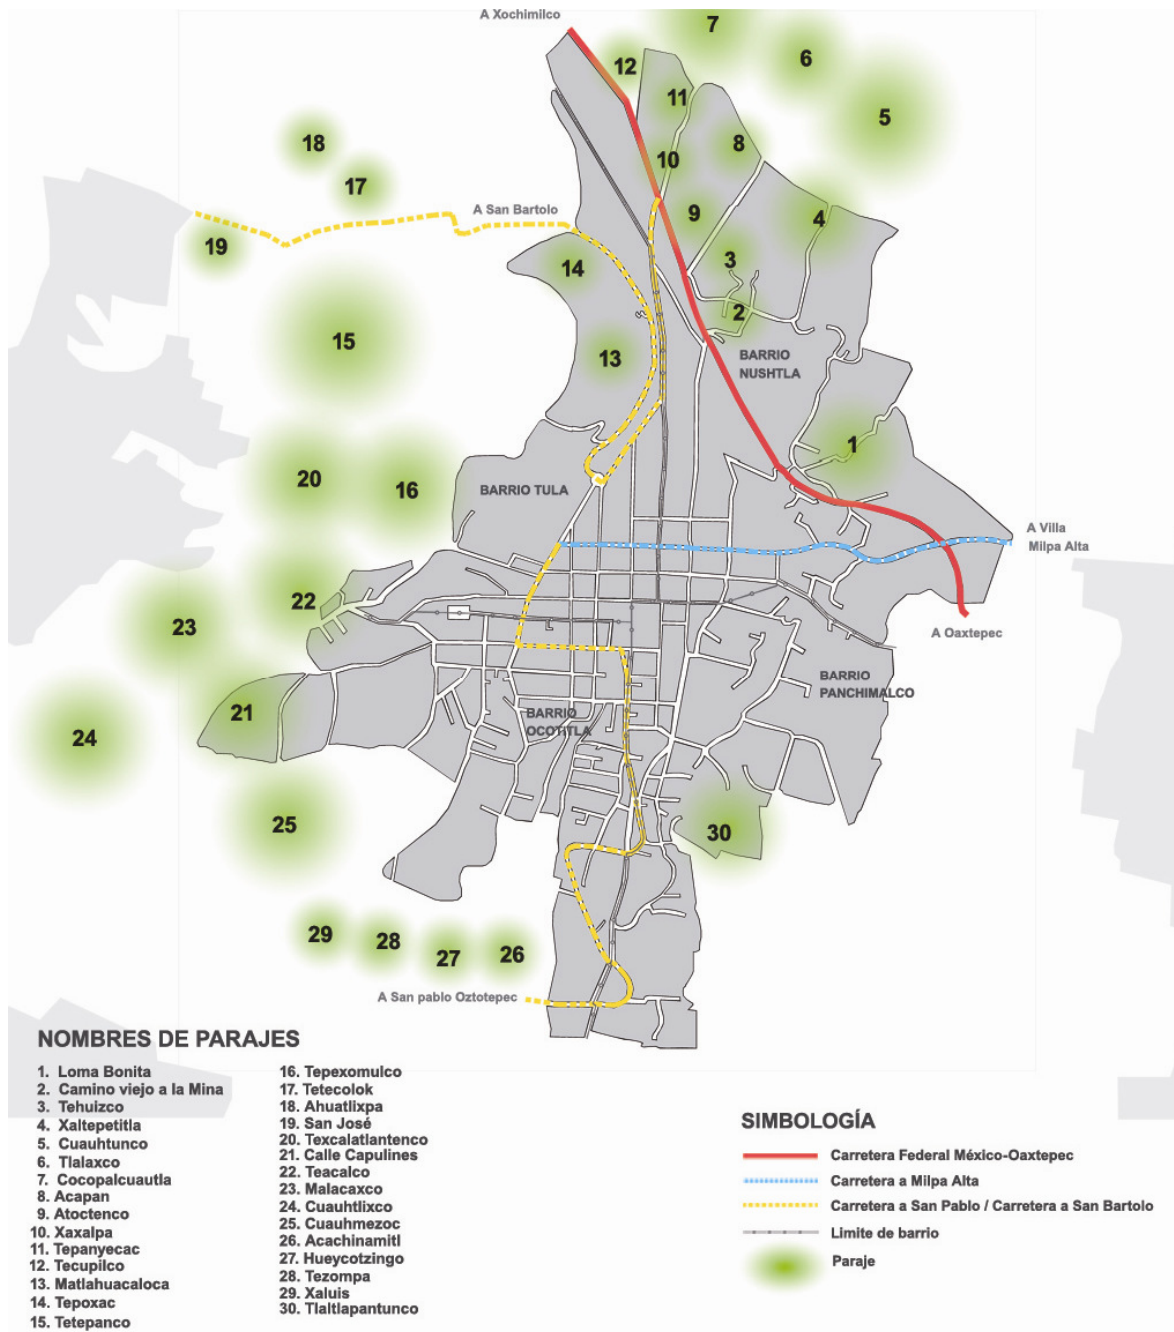 A Xochimilco
7
6
12
5
11
18
8
10
17
A San Bartolo
9
4
19
3
14
2
15
13
BARRIO
NUSHTLA
1
20
16
BARRIO TULA
A Villa
Milpa Alta
22
23
A Oaxtepec
BARRIO
PANCHIMALCO
21
BARRIO
OCOTITLA
24
25
30
29
28
27
26
A San pablo Oztotepec
NOMBRES DE PARAJES
1. Loma Bonita
2. Camino viejo a la Mina
3. Tehuizco
4. Xaltepetitla
5. Cuauhtunco
6. Tlalaxco
7. Cocopalcuautla
8. Acapan
9. Atoctenco
10. Xaxalpa
11. Tepanyecac
12. Tecupilco
13. Matlahuacaloca
14. Tepoxac
15. Tetepanco
16. Tepexomulco
17. Tetecolok
18. Ahuatlixpa
19. San José
20. Texcalatlantenco
21. Calle Capulines
22. Teacalco
23. Malacaxco
24. Cuauhtlixco
25. Cuauhmezoc
26. Acachinamitl
27. Hueycotzingo
28. Tezompa
29. Xaluis
30. Tlaltlapantunco
SIMBOLOGÍA
Carretera Federal México-Oaxtepec
Carretera a Milpa Alta
Carretera a San Pablo / Carretera a San Bartolo
Limite de barrio
Paraje